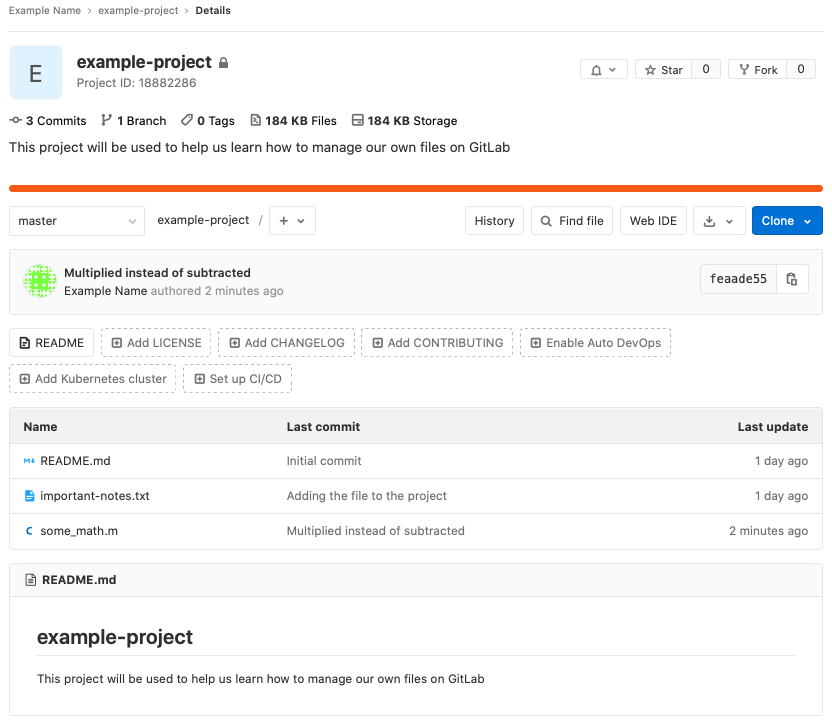 Example Name › example-project › Details
E
example-project
Project ID: 18882286
Star 0
Fork 0
3 Commits 1 Branch 0 Tags 184 KB Files 184 KB Storage
This project will be used to help us learn how to manage our own files on GitLab
master example-project / + History Find file Web IDE Clone
Multiplied instead of subtracted
Example Name authored 2 minutes ago
feaade55
README Add LICENSE Add CHANGELOG Add CONTRIBUTING Enable Auto DevOps
Add Kubernetes cluster Set up CI/CD
Name Last commit Last update
M+ README.md Initial commit 1 day ago
important-notes.txt Adding the file to the project 1 day ago
C some_math.m Multiplied instead of subtracted 2 minutes ago
README.md
example-project
This project will be used to help us learn how to manage our own files on GitLab